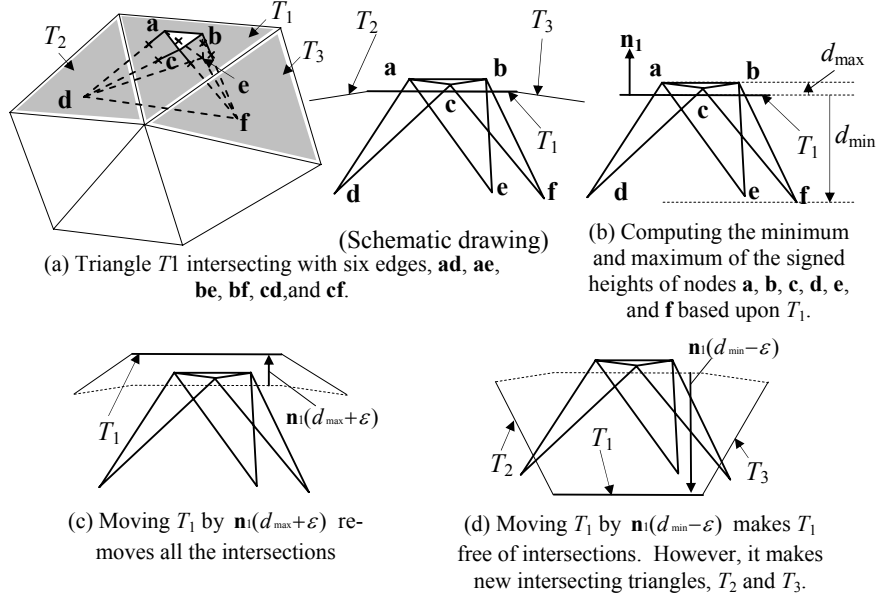 T2
a
b
T1
T3
c
e
d
f
T2
T3
a
b
c
T1
d
e
f
(Schematic drawing)
(a) Triangle T1 intersecting with six edges, ad, ae,
be, bf, cd,and cf.
n1
a
b
dmax
c
T1
dmin
d
e
f
(b) Computing the minimum
and maximum of the signed
heights of nodes a, b, c, d, e,
and f based upon T1.
T1
n1(dmax+ε)
(c) Moving T1 by n1(dmax+ε) re-
moves all the intersections
n1(dmin−ε)
T2
T1
T3
(d) Moving T1 by n1(dmin−ε) makes T1
free of intersections. However, it makes
new intersecting triangles, T2 and T3.